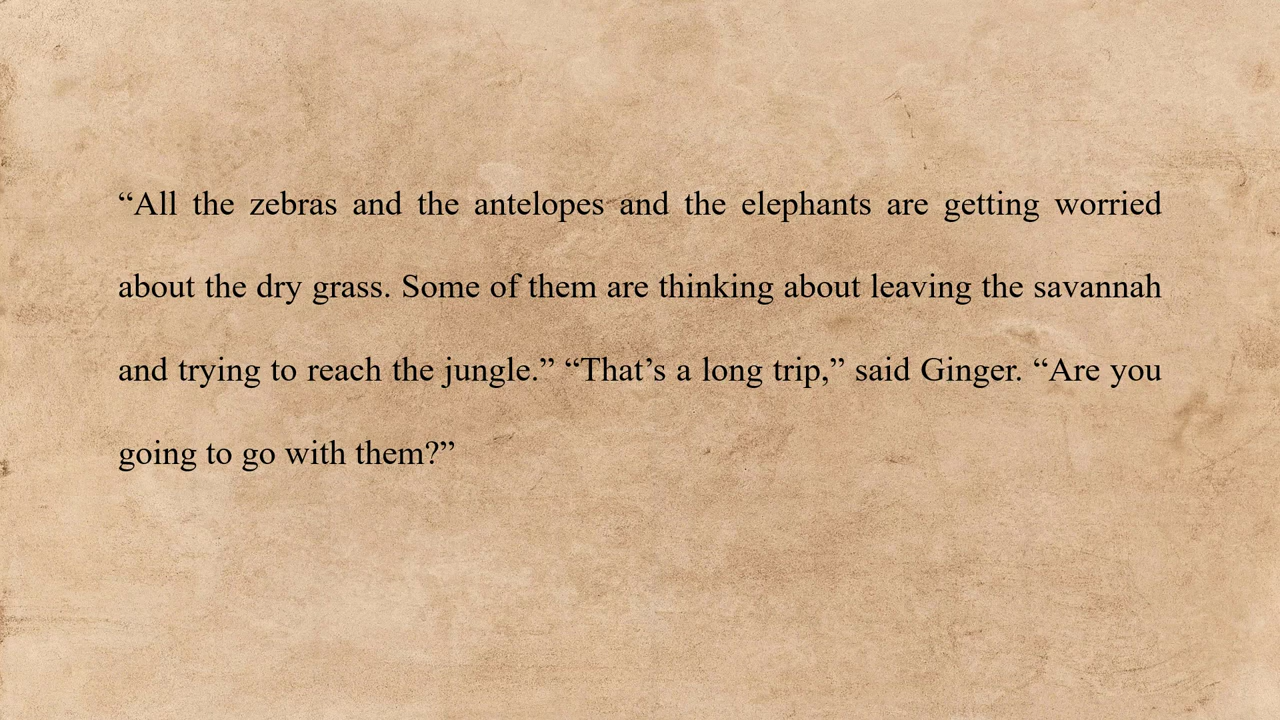 “All the zebras and the antelopes and the elephants are getting worried
about the dry grass. Some of them are thinking about leaving the savannah
and trying to reach the jungle.” “That’s a long trip,” said Ginger. “Are you
going to go with them?”